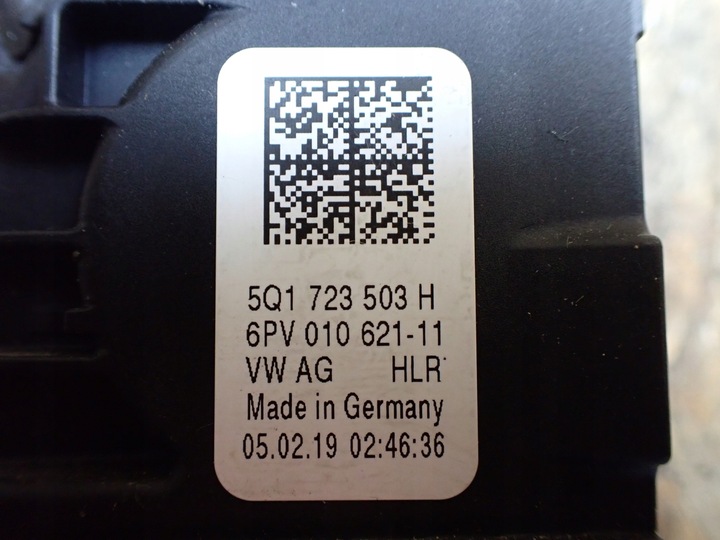 5Q1 723 503 H
6PV 010 621-11
VW AG HLR
Made in Germany
05.02.19 02:46:36